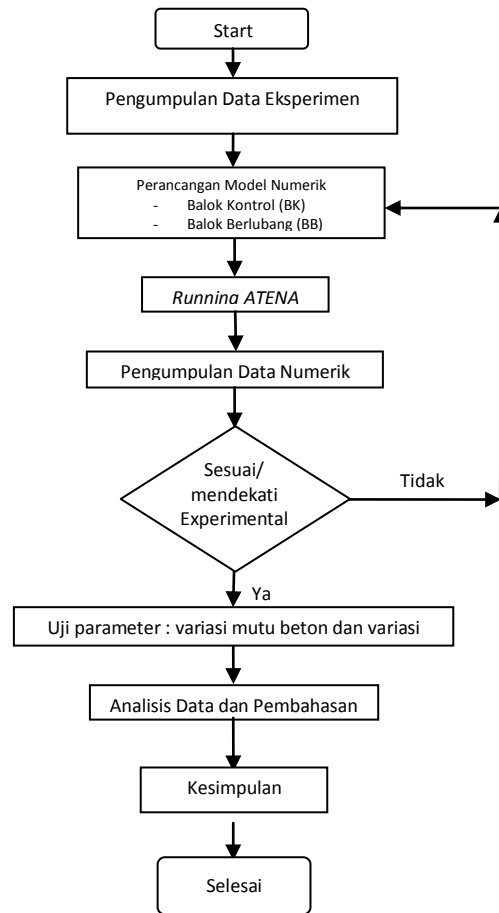 Start
Pengumpulan Data Eksperimen
Perancangan Model Numerik
- Balok Kontrol (BK)
- Balok Berlubang (BB)
Running ATENA
Pengumpulan Data Numerik
Sesuai/
mendekati
Experimental
Tidak
Ya
Uji parameter : variasi mutu beton dan variasi
Analisis Data dan Pembahasan
Kesimpulan
Selesai